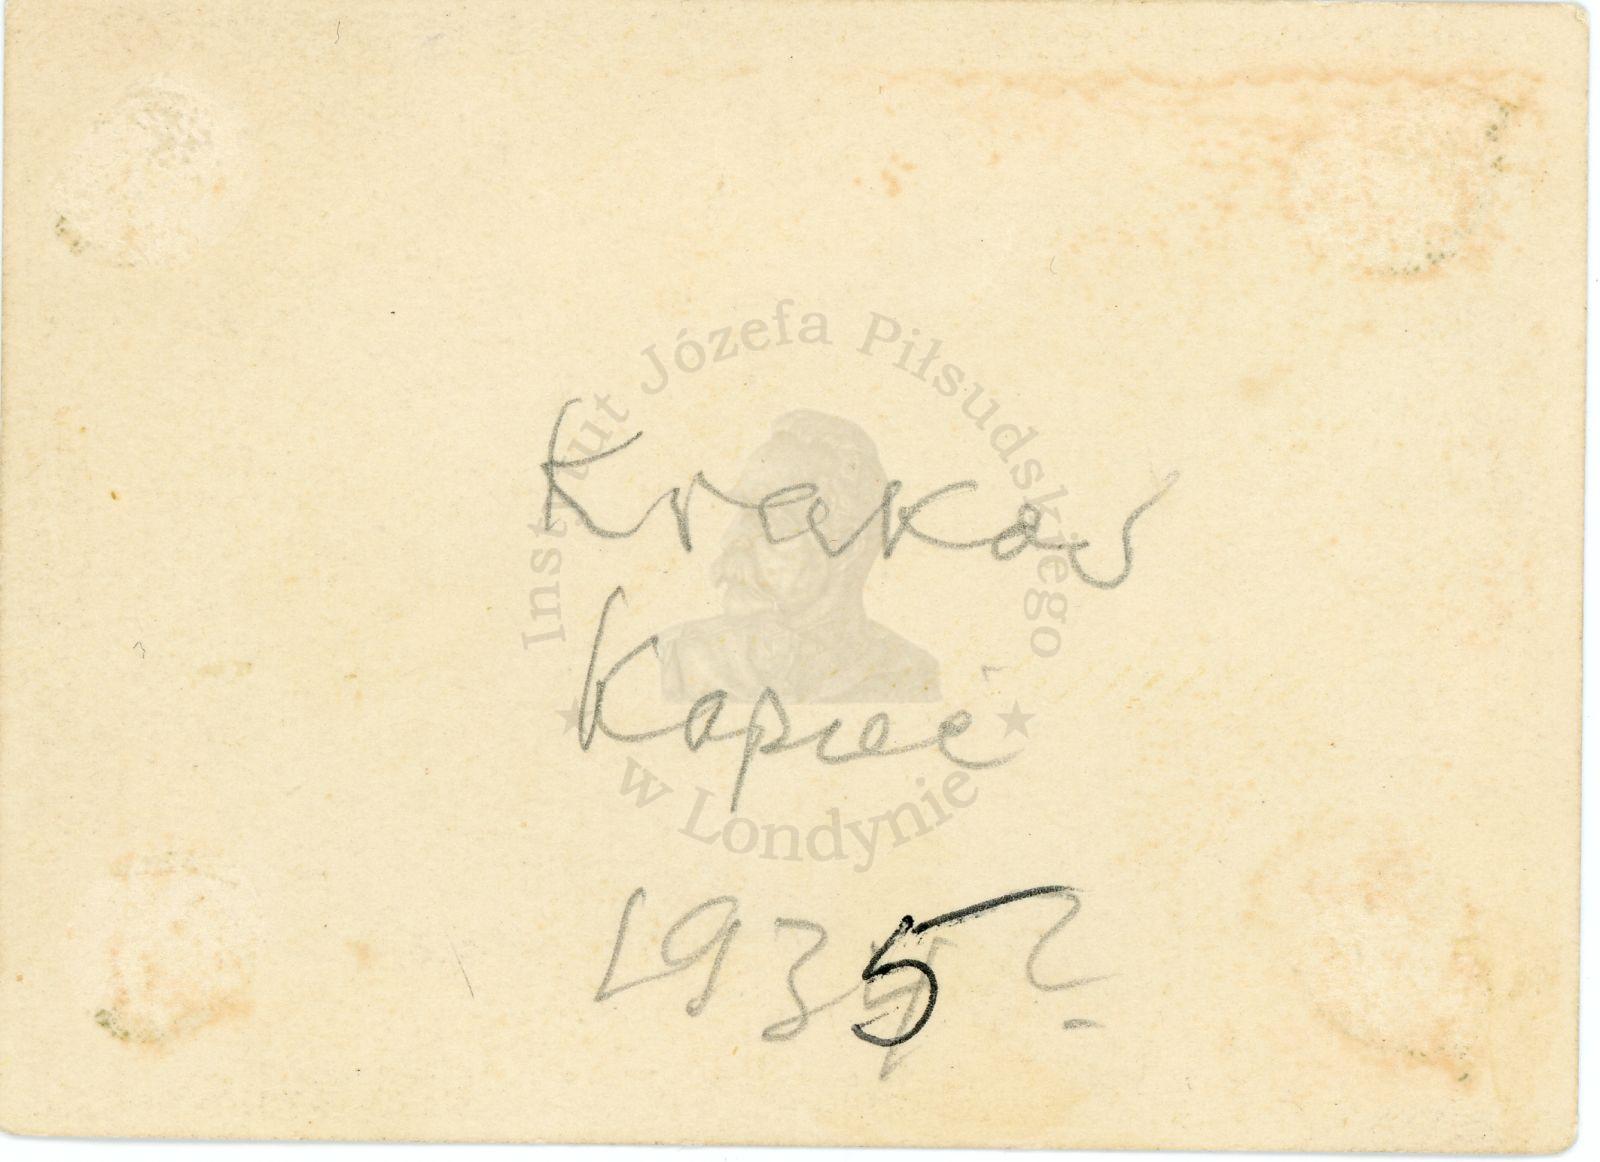 Instytut Józefa Piłsudskiego
w Londynie
Kraków
Kopiec
1935?